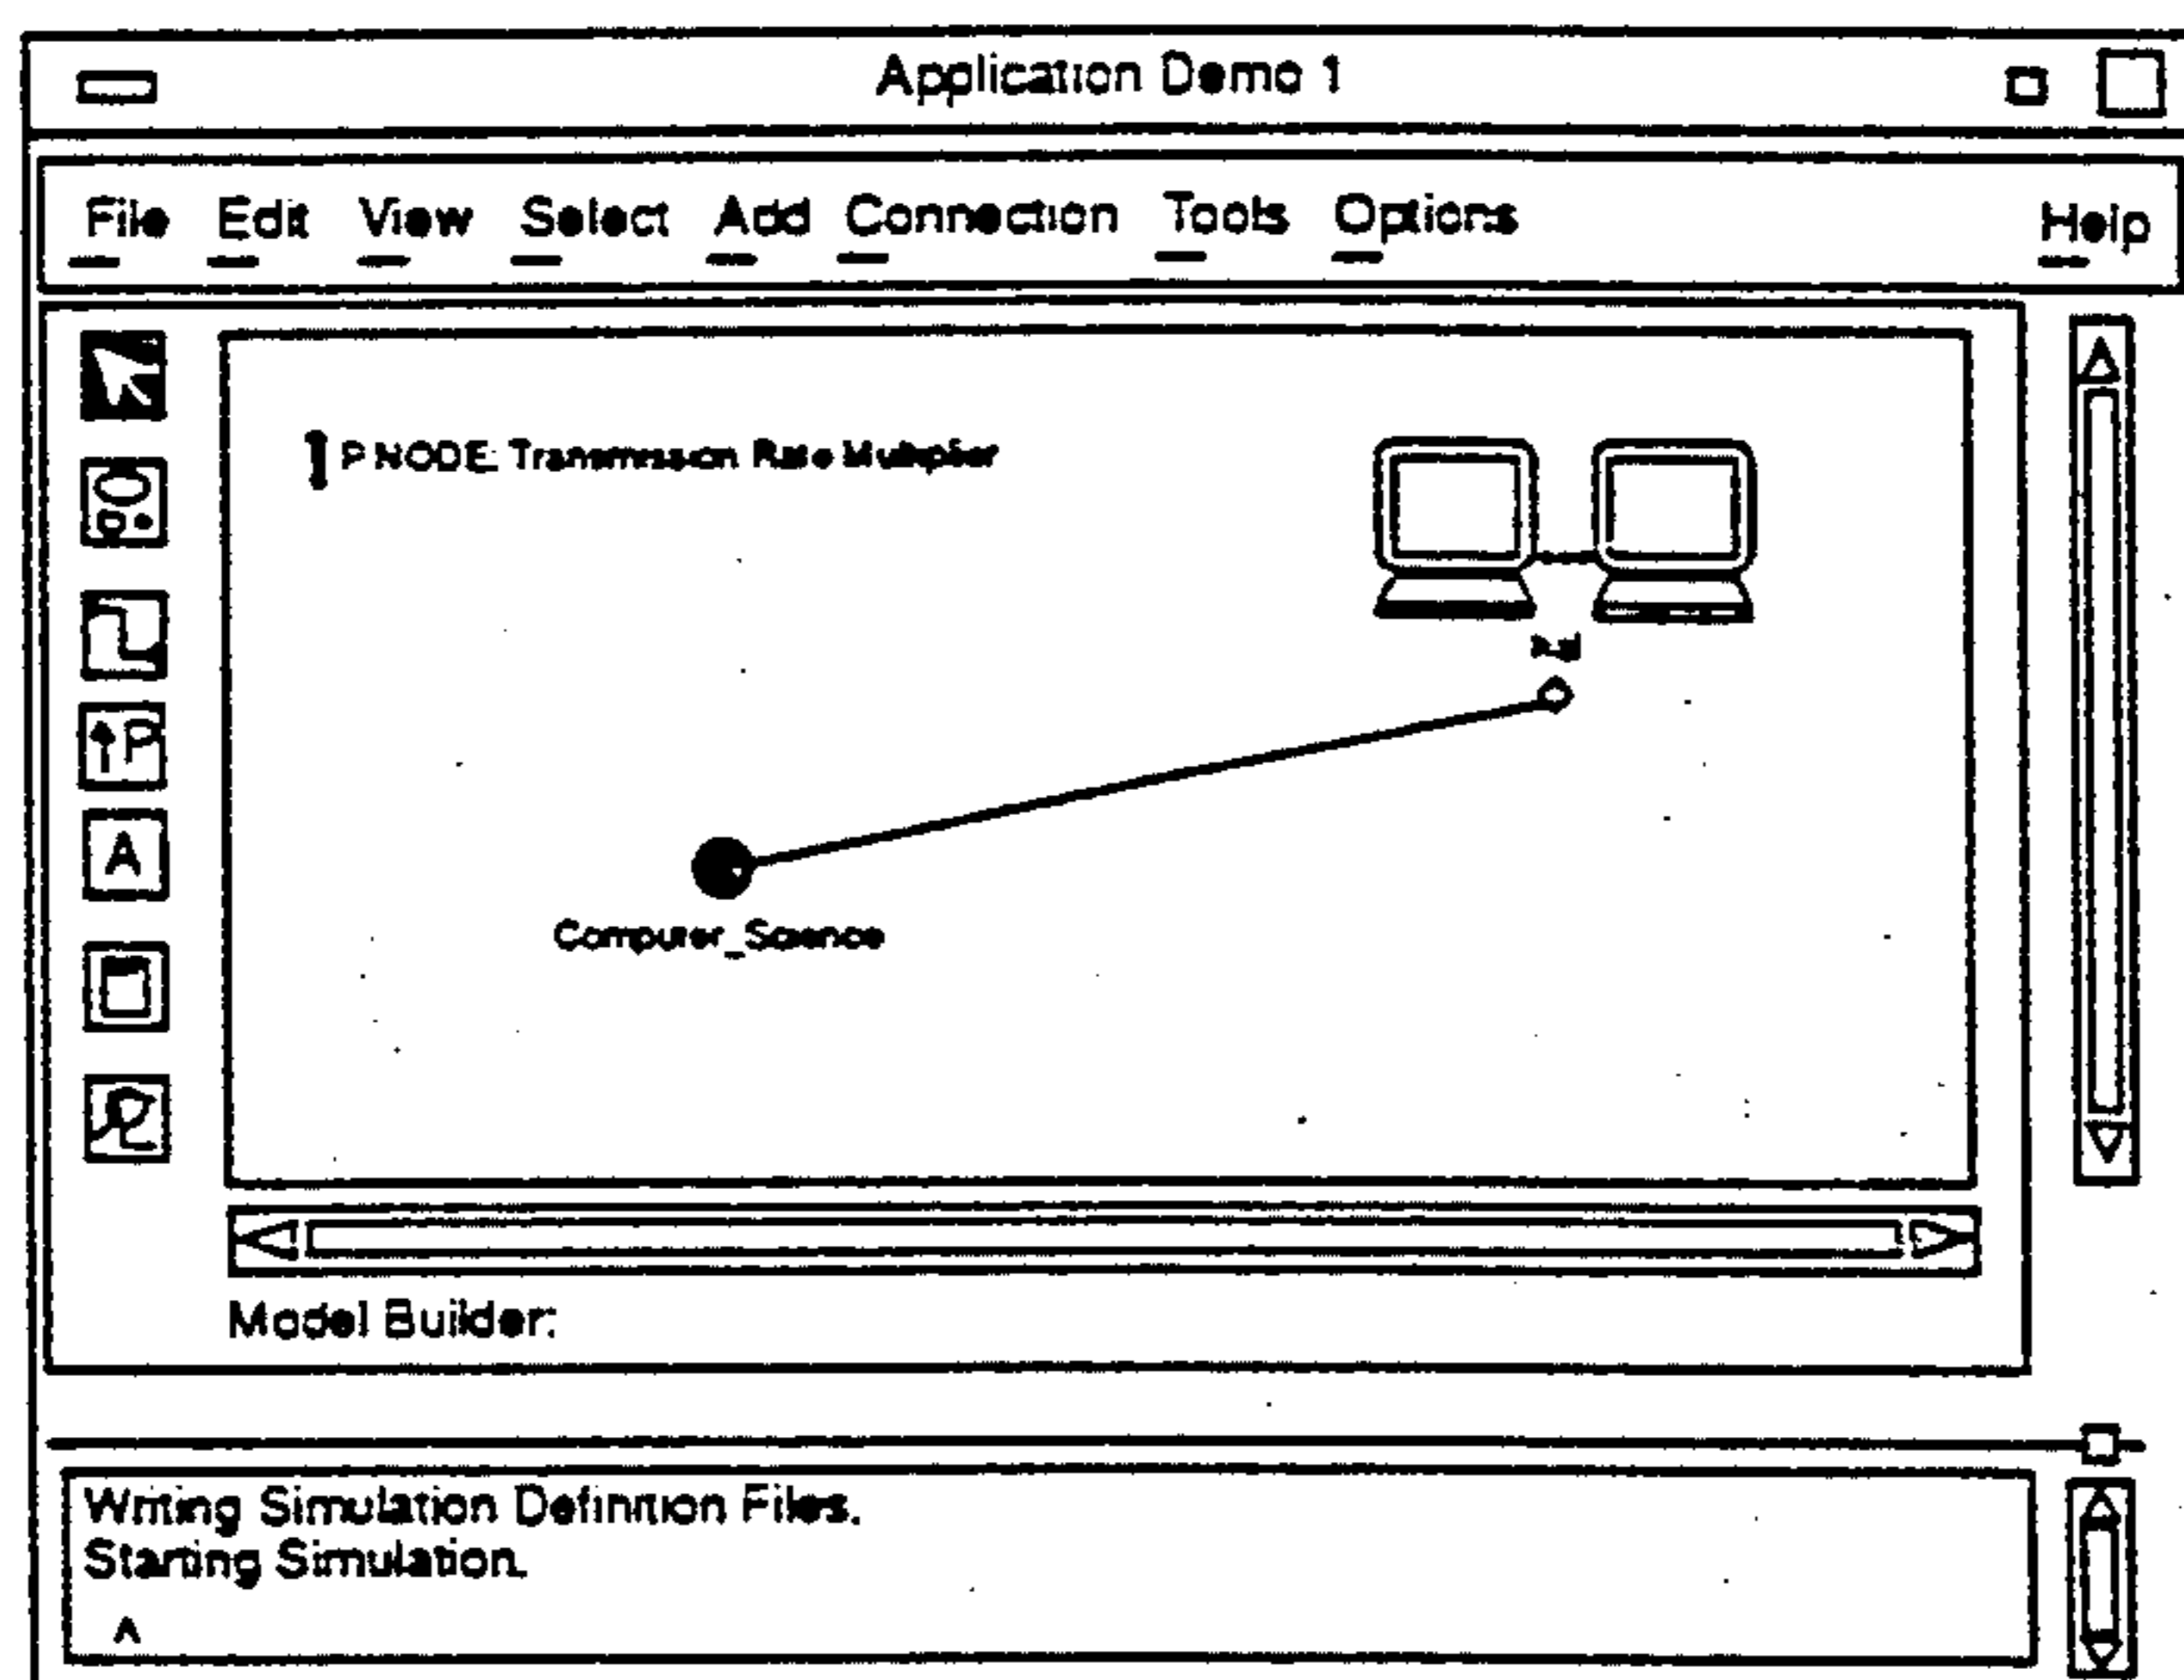 Application Demo 1
File Edit View Select Add Connection Tools Options Help
1 P NODE: Transmission Rate Multiplier
P
A
Computer_Science
Model Builder:
Writing Simulation Definition Files.
Starting Simulation.
^